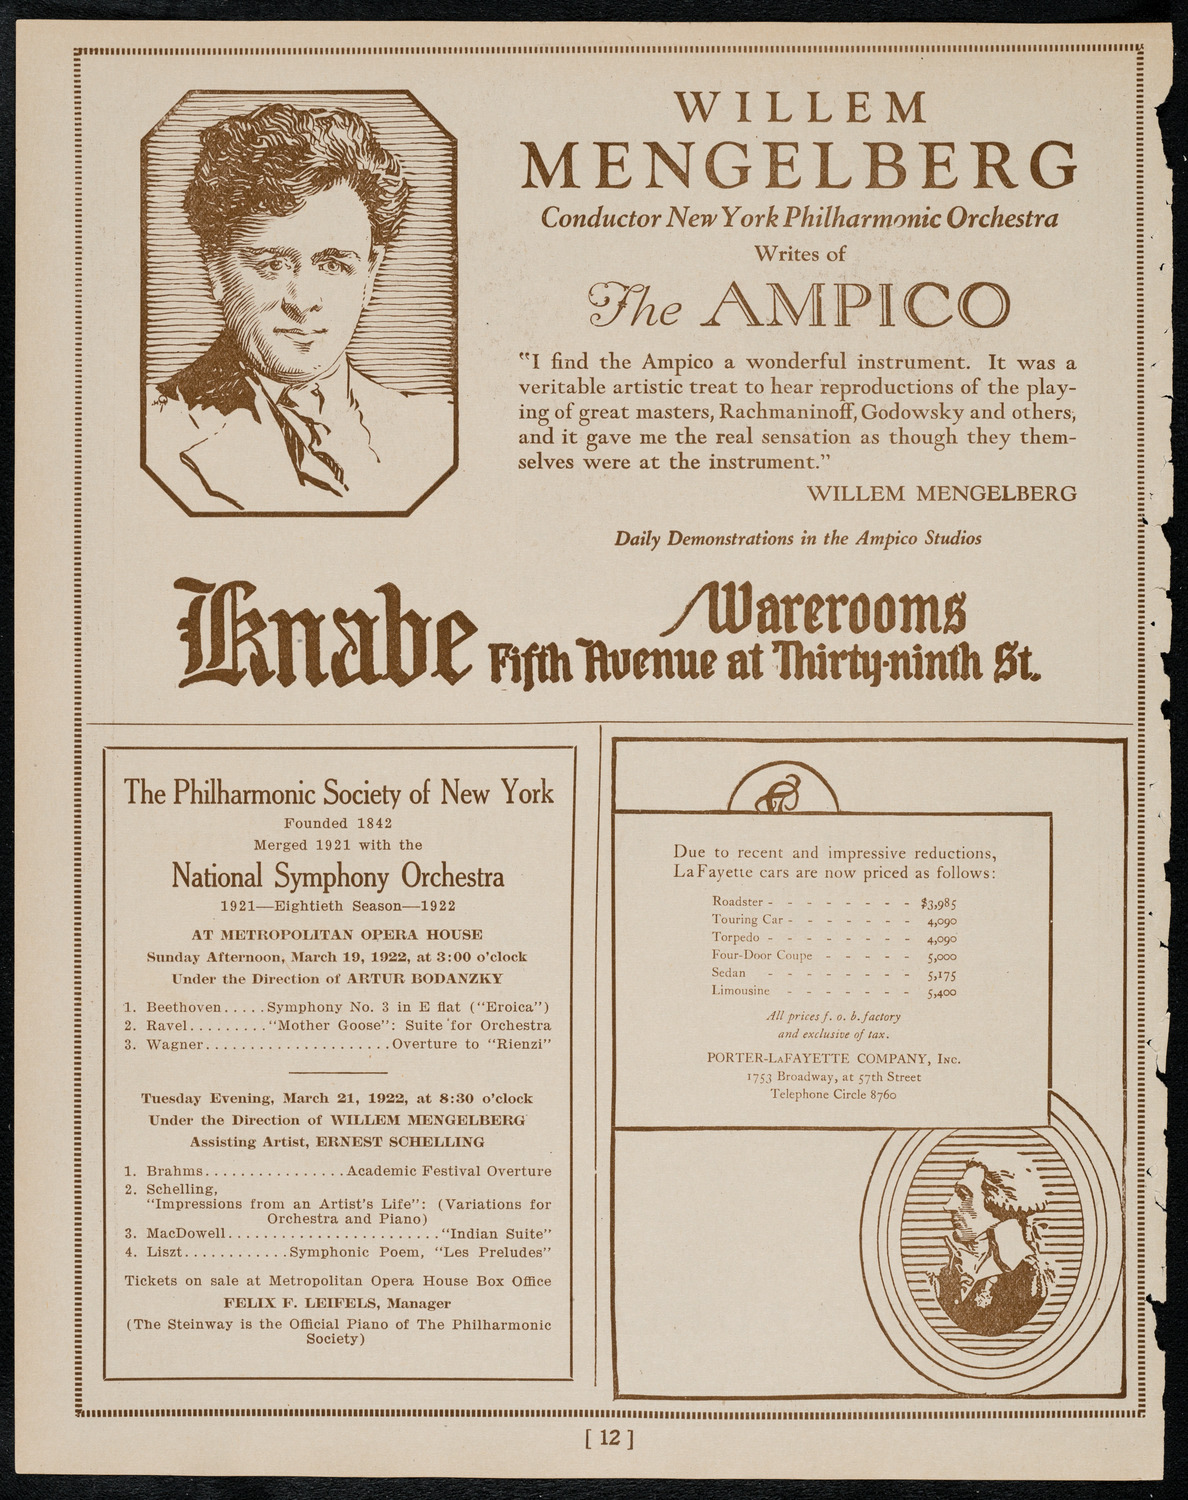 WILLEM
MENGELBERG
Conductor New York Philharmonic Orchestra
Writes of
The AMPICO
"I find the Ampico a wonderful instrument. It was a
veritable artistic treat to hear reproductions of the play-
ing of great masters, Rachmaninoff, Godowsky and others,
and it gave me the real sensation as though they them-
selves were at the instrument."
WILLEM MENGELBERG
Daily Demonstrations in the Ampico Studios
Knabe Warerooms
Fifth Avenue at Thirty-ninth St.
The Philharmonic Society of New York
Founded 1842
Merged 1921 with the
National Symphony Orchestra
1921—Eightieth Season—1922
AT METROPOLITAN OPERA HOUSE
Sunday Afternoon, March 19, 1922, at 3:00 o'clock
Under the Direction of ARTUR BODANZKY
1. Beethoven.....Symphony No. 3 in E flat ("Eroica")
2. Ravel.........."Mother Goose": Suite for Orchestra
3. Wagner.....................Overture to "Rienzi"
Tuesday Evening, March 21, 1922, at 8:30 o'clock
Under the Direction of WILLEM MENGELBERG
Assisting Artist, ERNEST SCHELLING
1. Brahms................Academic Festival Overture
2. Schelling,
"Impressions from an Artist's Life": (Variations for
Orchestra and Piano)
3. MacDowell........................"Indian Suite"
4. Liszt............Symphonic Poem, "Les Preludes"
Tickets on sale at Metropolitan Opera House Box Office
FELIX F. LEIFELS, Manager
(The Steinway is the Official Piano of The Philharmonic
Society)
Due to recent and impressive reductions,
LaFayette cars are now priced as follows:
Roadster - - - - - - - - $3,985
Touring Car - - - - - - - 4,090
Torpedo - - - - - - - - 4,090
Four-Door Coupe - - - - - 5,000
Sedan - - - - - - - - 5,175
Limousine - - - - - - - 5,400
All prices f. o. b. factory
and exclusive of tax.
PORTER-LAFAYETTE COMPANY, Inc.
1753 Broadway, at 57th Street
Telephone Circle 8760
[ 12 ]